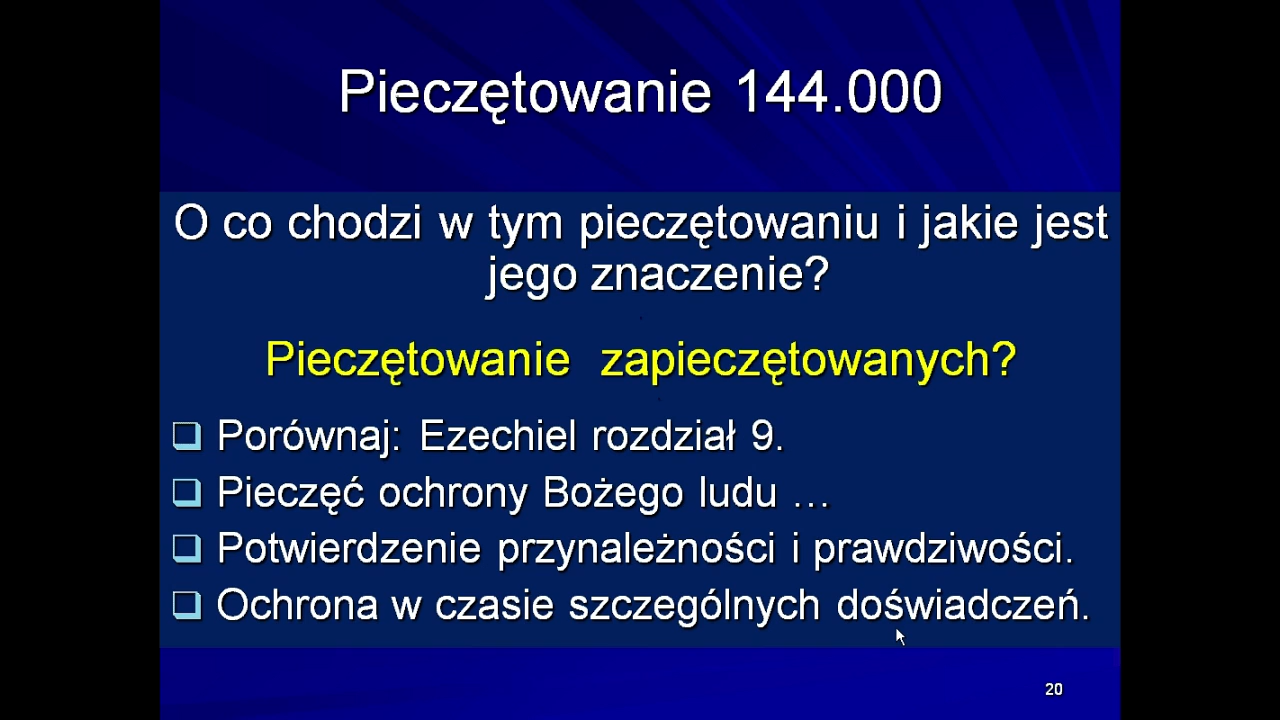 Pieczętowanie 144.000
O co chodzi w tym pieczętowaniu i jakie jest
jego znaczenie?
Pieczętowanie zapieczętowanych?
Porównaj: Ezechiel rozdział 9.
Pieczęć ochrony Bożego ludu …
Potwierdzenie przynależności i prawdziwości.
Ochrona w czasie szczególnych doświadczeń.
20